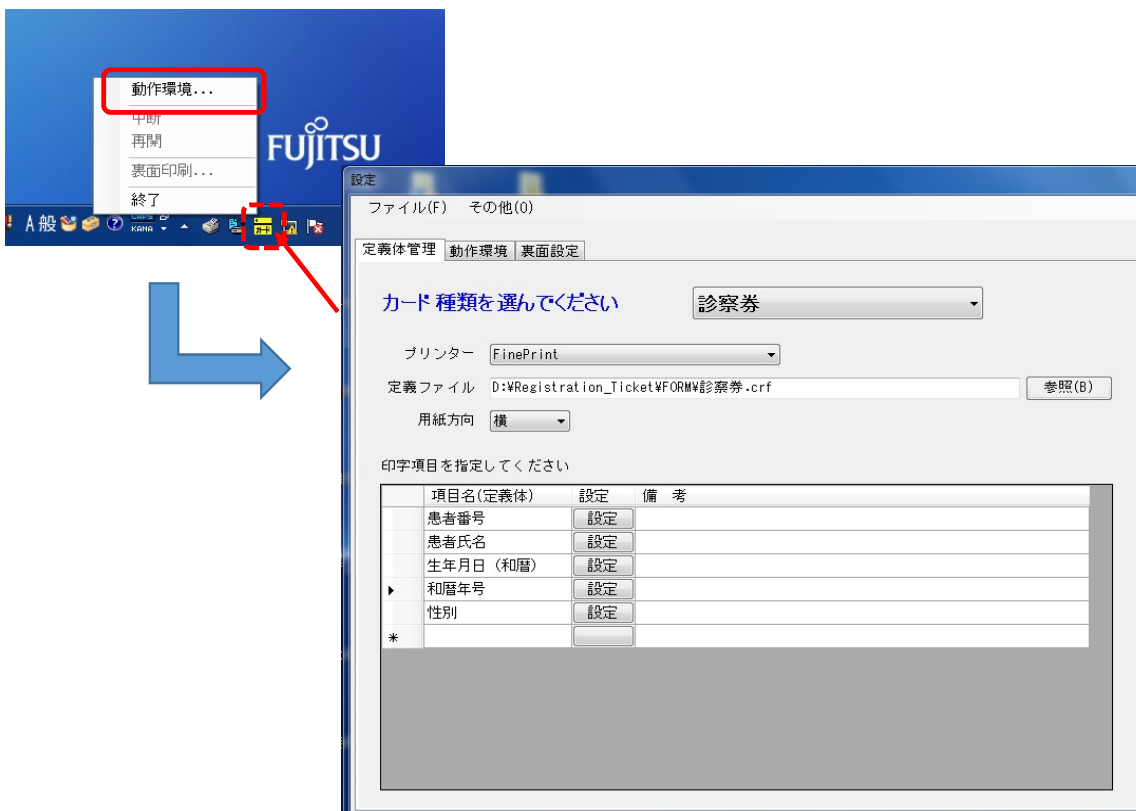 動作環境...
中断
再開
裏面印刷...
終了
FUJITSU
A 般
CAPS
KANA
カード
設定
ファイル(F) その他(O)
定義体管理 動作環境 裏面設定
カード 種類を選んでください 診察券
プリンター FinePrint
定義ファイル D:¥Registration_Ticket¥FORM¥診察券.crf 参照(B)
用紙方向 横
印字項目を指定してください
項目名(定義体) 設定 備 考
患者番号 設定
患者氏名 設定
生年月日 (和暦) 設定
和暦年号 設定
性別 設定